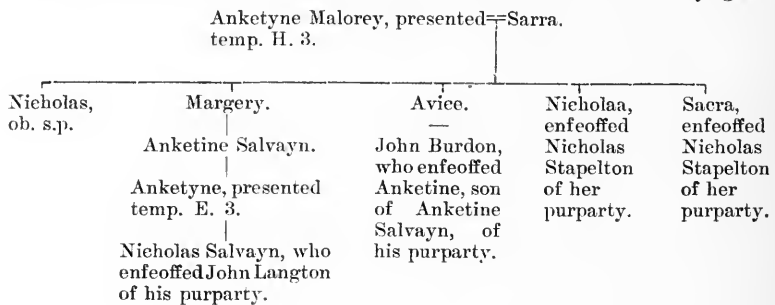 Anketyne Malorey, presented=Sarra.
temp. H. 3.
Nicholas,
ob. s.p.
Margery.
Anketine Salvayn.
Anketyne, presented
temp. E. 3.
Nicholas Salvayn, who
enfeoffed John Langton
of his purparty.
Avice.
John Burdon,
who enfeoffed
Anketine, son
of Anketine
Salvayn, of
his purparty.
Nicholaa,
enfeoffed
Nicholas
Stapelton
of her
purparty.
Sacra,
enfeoffed
Nicholas
Stapelton
of her
purparty.